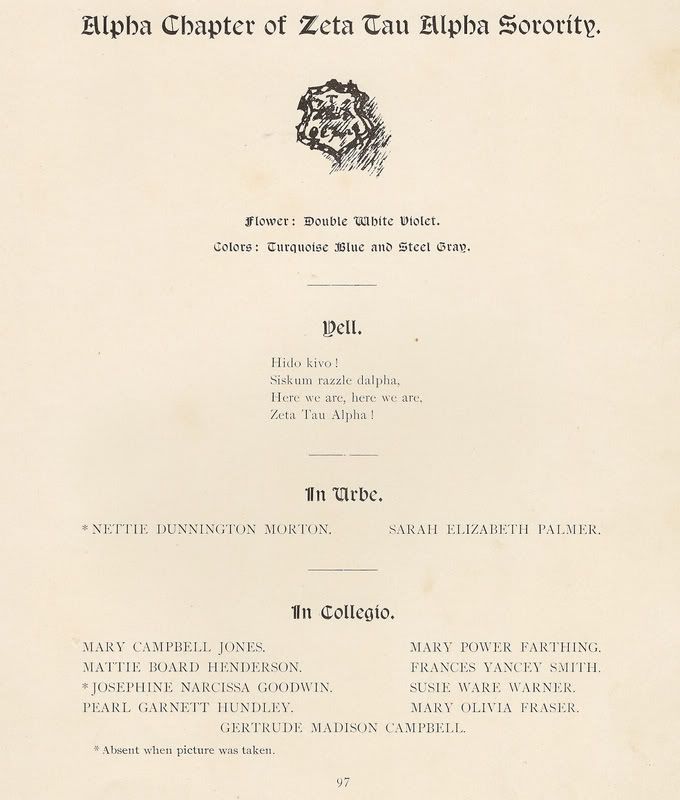 Alpha Chapter of Zeta Tau Alpha Sorority.
Flower: Double White Violet.
Colors: Turquoise Blue and Steel Gray.
Yell.
Hido kivo!
Siskum razzle dalpha,
Here we are, here we are,
Zeta Tau Alpha!
In Urbe.
*NETTIE DUNNINGTON MORTON. SARAH ELIZABETH PALMER.
In Collegio.
MARY CAMPBELL JONES. MARY POWER FARTHING.
MATTIE BOARD HENDERSON. FRANCES YANCEY SMITH.
*JOSEPHINE NARCISSA GOODWIN. SUSIE WARE WARNER.
PEARL GARNETT HUNDLEY. MARY OLIVIA FRASER.
GERTRUDE MADISON CAMPBELL.
*Absent when picture was taken.
97